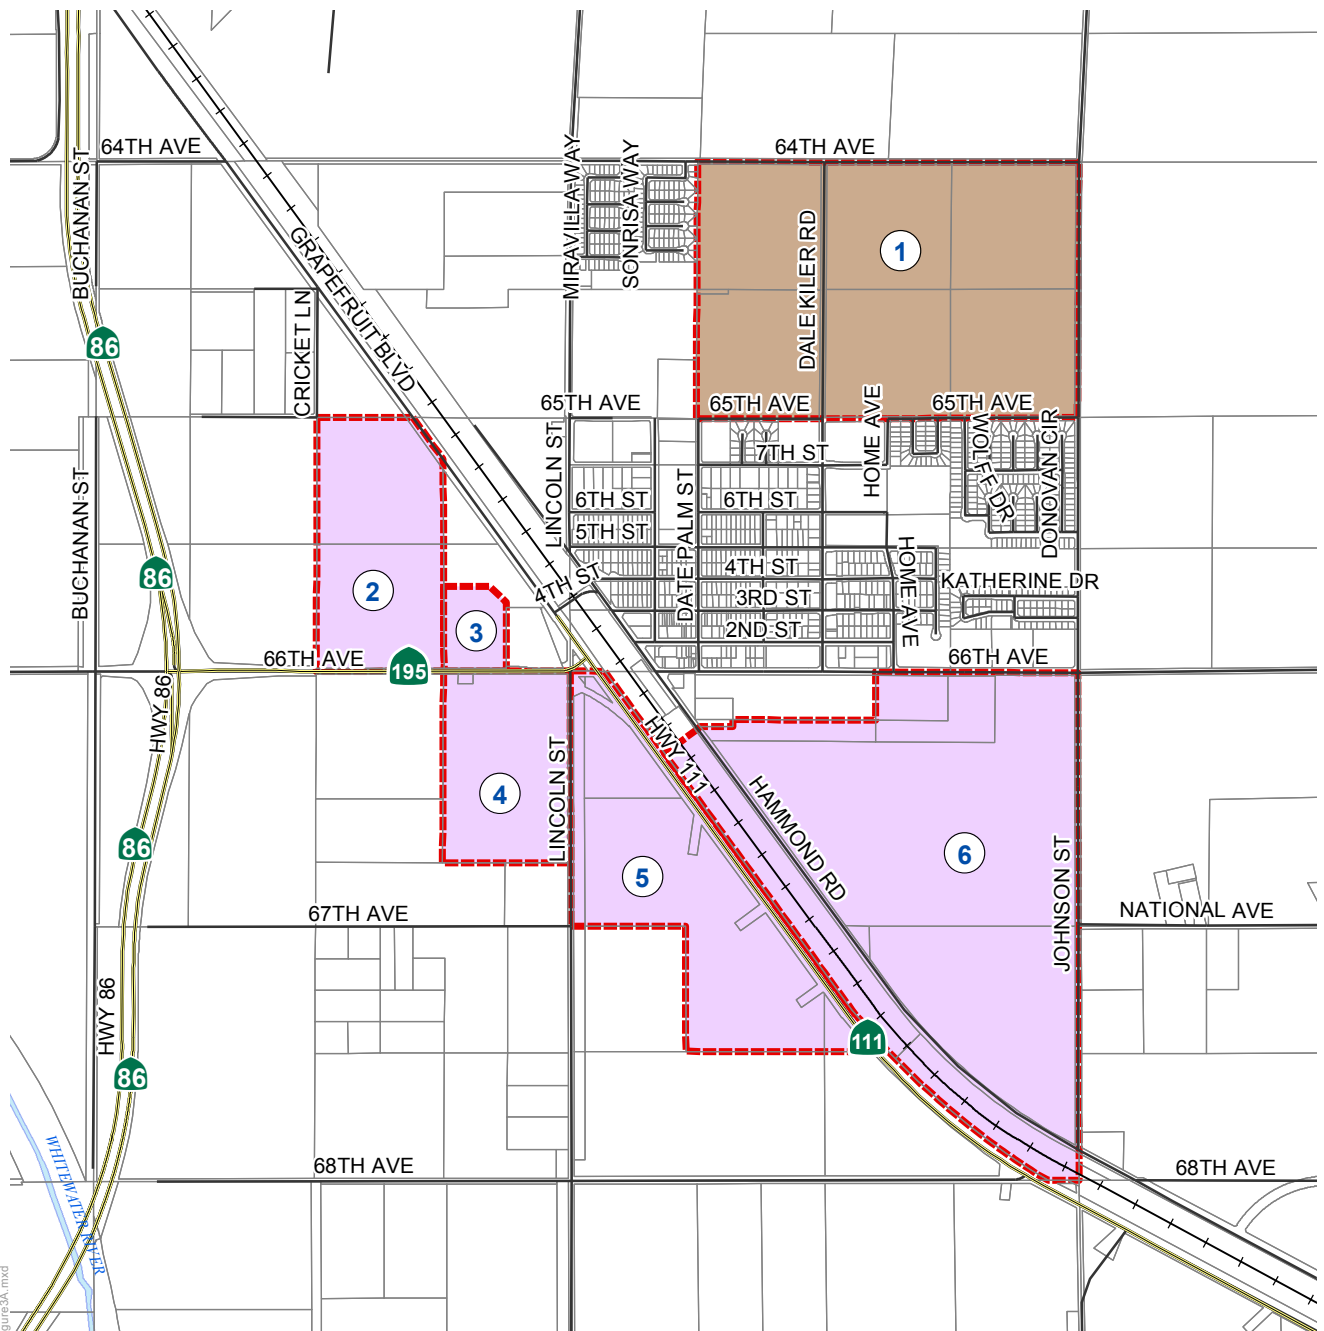 64TH AVE
64TH AVE
BUCHANAN ST
MIRAVILLA WAY
SONRISA WAY
GRAPEFRUIT BLVD
DALE KILER RD
1
86
CRICKET LN
65TH AVE
65TH AVE
65TH AVE
HOME AVE
WOLFF DR
DONOVAN CIR
7TH ST
BUCHANAN ST
LINCOLN ST
6TH ST
6TH ST
DATE PALM ST
5TH ST
86
4TH ST
4TH ST
HOME AVE
KATHERINE DR
2
3RD ST
3
2ND ST
66TH AVE
195
66TH AVE
HWY 86
HWY 111
LINCOLN ST
4
HAMMOND RD
86
6
5
JOHNSON ST
67TH AVE
NATIONAL AVE
HWY 86
111
86
WHITEWATER RIVER
68TH AVE
68TH AVE
gure3A.mxd